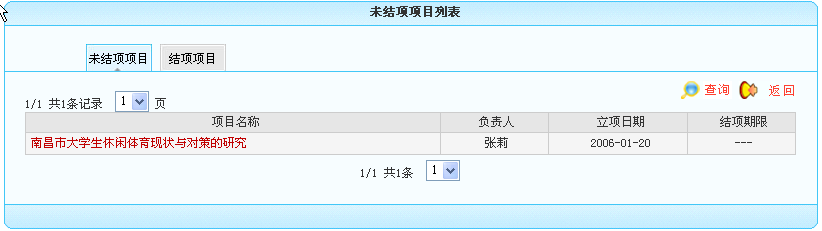 未结项项目列表
未结项项目 结项项目
查询 返回
1/1 共1条记录 1 页
项目名称 负责人 立项日期 结项期限
南昌市大学生休闲体育现状与对策的研究 张莉 2006-01-20 ---
1/1 共1条 1